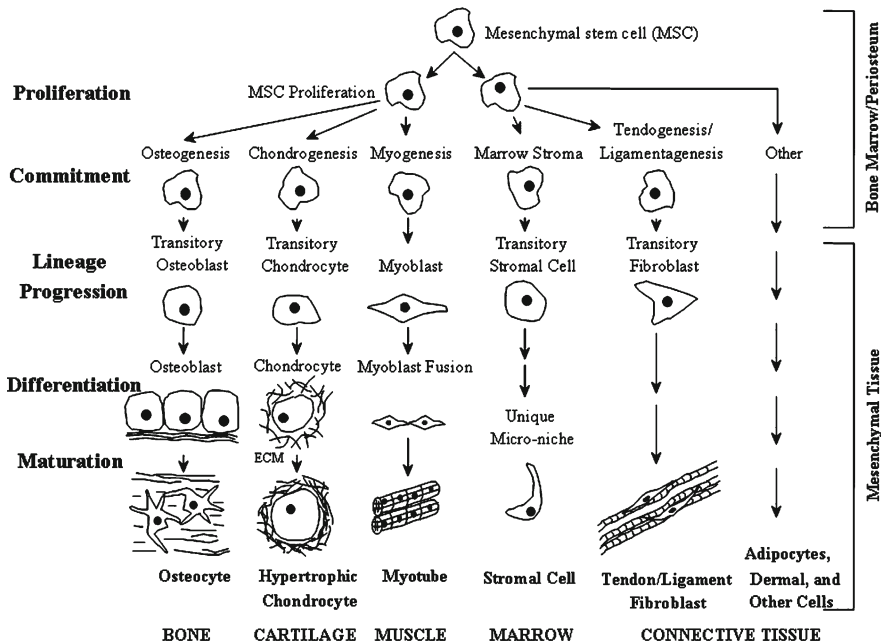 Mesenchymal stem cell (MSC)
Proliferation
MSC Proliferation
Bone Marrow/Periosteum
Tendogenesis/
Osteogenesis Chondrogenesis Myogenesis Marrow Stroma Ligamentagenesis Other
Commitment
Transitory Transitory Transitory Transitory
Lineage
Osteoblast Chondrocyte Myoblast Stromal Cell Fibroblast
Progression
Osteoblast Chondrocyte Myoblast Fusion
Differentiation
Unique
Micro-niche
Mesenchymal Tissue
Maturation
ECM
Adipocytes,
Osteocyte Hypertrophic Myotube Stromal Cell Tendon/Ligament Dermal, and
Chondrocyte Fibroblast Other Cells
BONE CARTILAGE MUSCLE MARROW CONNECTIVE TISSUE